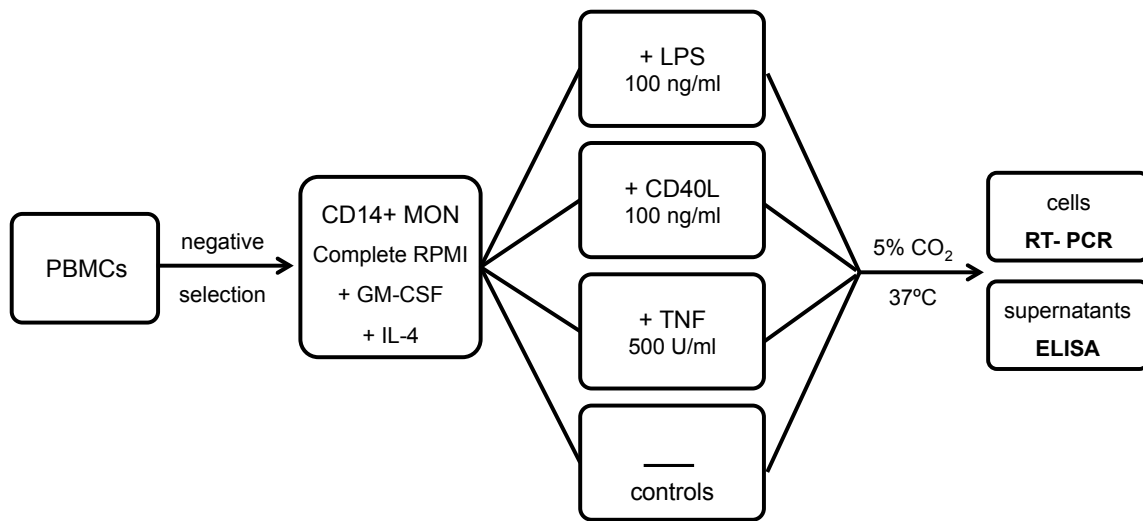 PBMCs
negative
selection
CD14+ MON
Complete RPMI
+ GM-CSF
+ IL-4
+ LPS
100 ng/ml
+ CD40L
100 ng/ml
+ TNF
500 U/ml
controls
5% CO₂
37ºC
cells
RT- PCR
supernatants
ELISA